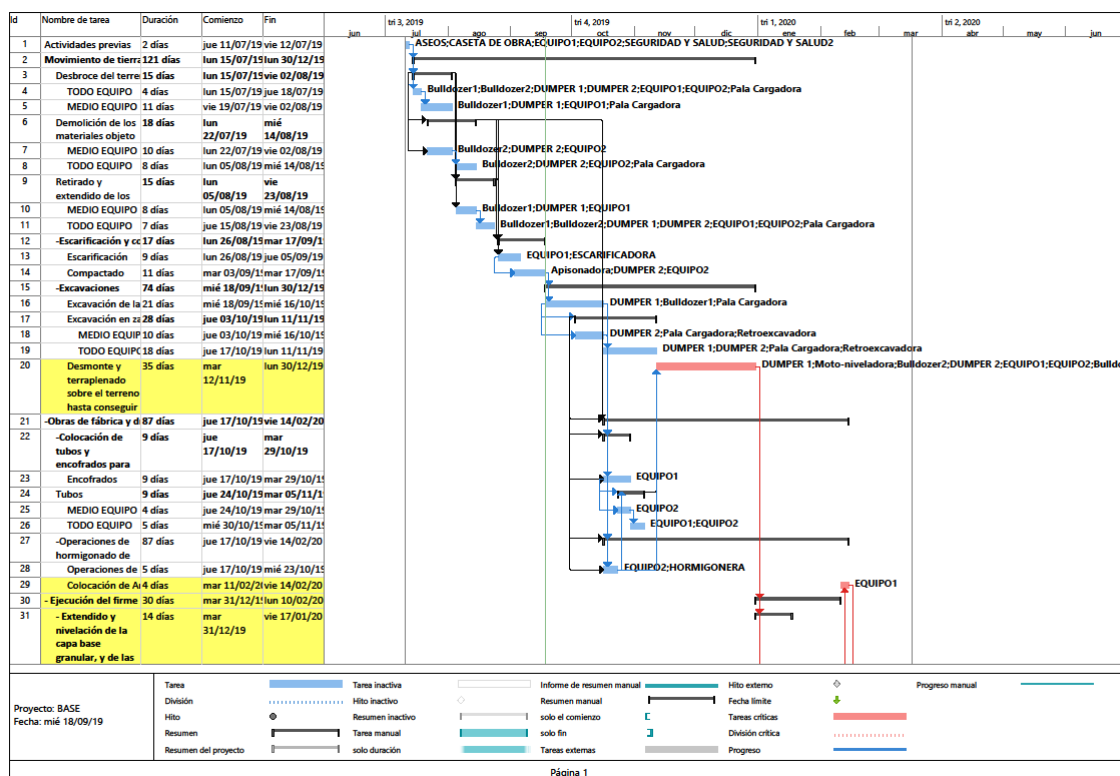 Id Nombre de tarea Duración Comienzo Fin
tri 3, 2019 tri 4, 2019 tri 1, 2020 tri 2, 2020
jun jul ago sep oct nov dic ene feb mar abr may jun
1 Actividades previas 2 días jue 11/07/19 vie 12/07/19 ASEOS;CASETA DE OBRA;EQUIPO1;EQUIPO2;SEGURIDAD Y SALUD;SEGURIDAD Y SALUD2
2 Movimiento de tierra 121 días lun 15/07/19 lun 30/12/19
3 Desbroce del terre 15 días lun 15/07/19 vie 02/08/19
4 TODO EQUIPO 4 días lun 15/07/19 jue 18/07/19 Bulldozer1;Bulldozer2;DUMPER 1;DUMPER 2;EQUIPO1;EQUIPO2;Pala Cargadora
5 MEDIO EQUIPO 11 días vie 19/07/19 vie 02/08/19 Bulldozer1;DUMPER 1;EQUIPO1;Pala Cargadora
6 Demolición de los 18 días lun mié
materiales objeto 22/07/19 14/08/19
7 MEDIO EQUIPO 10 días lun 22/07/19 vie 02/08/19 Bulldozer2;DUMPER 2;EQUIPO2
8 TODO EQUIPO 8 días lun 05/08/19 mié 14/08/19 Bulldozer2;DUMPER 2;EQUIPO2;Pala Cargadora
9 Retirado y 15 días lun vie
extendido de los 05/08/19 23/08/19
10 MEDIO EQUIPO 8 días lun 05/08/19 mié 14/08/19 Bulldozer1;DUMPER 1;EQUIPO1
11 TODO EQUIPO 7 días jue 15/08/19 vie 23/08/19 Bulldozer1;Bulldozer2;DUMPER 1;DUMPER 2;EQUIPO1;EQUIPO2;Pala Cargadora
12 -Escarificación y co 17 días lun 26/08/19 mar 17/09/1
13 Escarificación 9 días lun 26/08/19 jue 05/09/19 EQUIPO1;ESCARIFICADORA
14 Compactado 11 días mar 03/09/19 mar 17/09/19 Apisonadora;DUMPER 2;EQUIPO2
15 -Excavaciones 74 días mié 18/09/19 lun 30/12/19
16 Excavación de la 21 días mié 18/09/19 mié 16/10/19 DUMPER 1;Bulldozer1;Pala Cargadora
17 Excavación en za 28 días jue 03/10/19 lun 11/11/19
18 MEDIO EQUIP 10 días jue 03/10/19 mié 16/10/19 DUMPER 2;Pala Cargadora;Retroexcavadora
19 TODO EQUIPO 18 días jue 17/10/19 lun 11/11/19 DUMPER 1;DUMPER 2;Pala Cargadora;Retroexcavadora
20 Desmonte y 35 días mar lun 30/12/19 DUMPER 1;Moto-niveladora;Bulldozer2;DUMPER 2;EQUIPO1;EQUIPO2;Bulld
terraplenado 12/11/19
sobre el terreno
hasta conseguir
21 -Obras de fábrica y d 87 días jue 17/10/19 vie 14/02/20
22 -Colocación de 9 días jue mar
tubos y 17/10/19 29/10/19
encofrados para
23 Encofrados 9 días jue 17/10/19 mar 29/10/19 EQUIPO1
24 Tubos 9 días jue 24/10/19 mar 05/11/19
25 MEDIO EQUIPO 4 días jue 24/10/19 mar 29/10/19 EQUIPO2
26 TODO EQUIPO 5 días mié 30/10/19 mar 05/11/19 EQUIPO1;EQUIPO2
27 -Operaciones de 87 días jue 17/10/19 vie 14/02/20
hormigonado de
28 Operaciones de 5 días jue 17/10/19 mié 23/10/19 EQUIPO2;HORMIGONERA
29 Colocación de A 4 días mar 11/02/20 vie 14/02/20 EQUIPO1
30 - Ejecución del firme 30 días mar 31/12/19 lun 10/02/20
31 - Extendido y 14 días mar vie 17/01/20
nivelación de la 31/12/19
capa base
granular, y de las
Proyecto: BASE
Fecha: mié 18/09/19
Tarea Tarea inactiva Informe de resumen manual Hito externo Progreso manual
División Hito inactivo Resumen manual Fecha límite
Hito Resumen inactivo solo el comienzo Tareas críticas
Resumen Tarea manual solo fin División crítica
Resumen del proyecto solo duración Tareas externas Progreso
Página 1